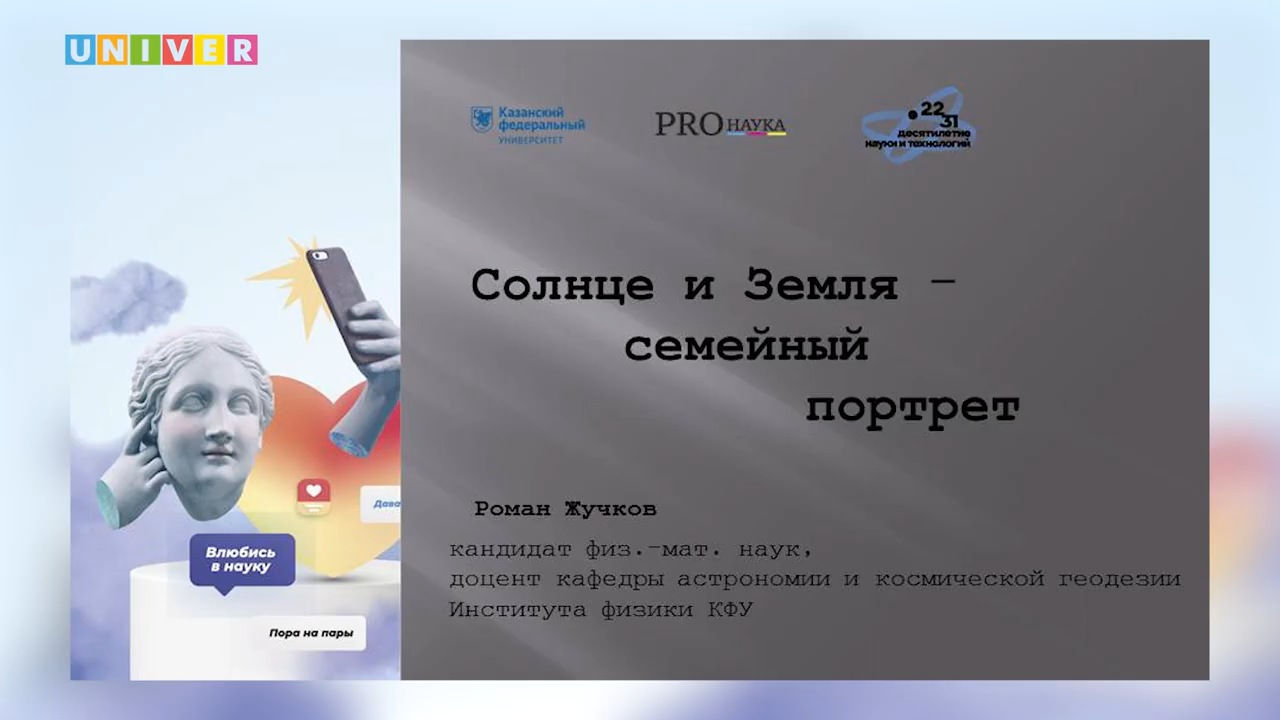 UNIVER
Казанский
федеральный
УНИВЕРСИТЕТ
PRO НАУКА
22
31
десятилетие
науки и технологий
Солнце и Земля –
семейный
портрет
Роман Жучков
кандидат физ.-мат. наук,
доцент кафедры астрономии и космической геодезии
Института физики КФУ
Дава
Влюбись
в науку
Пора на пары